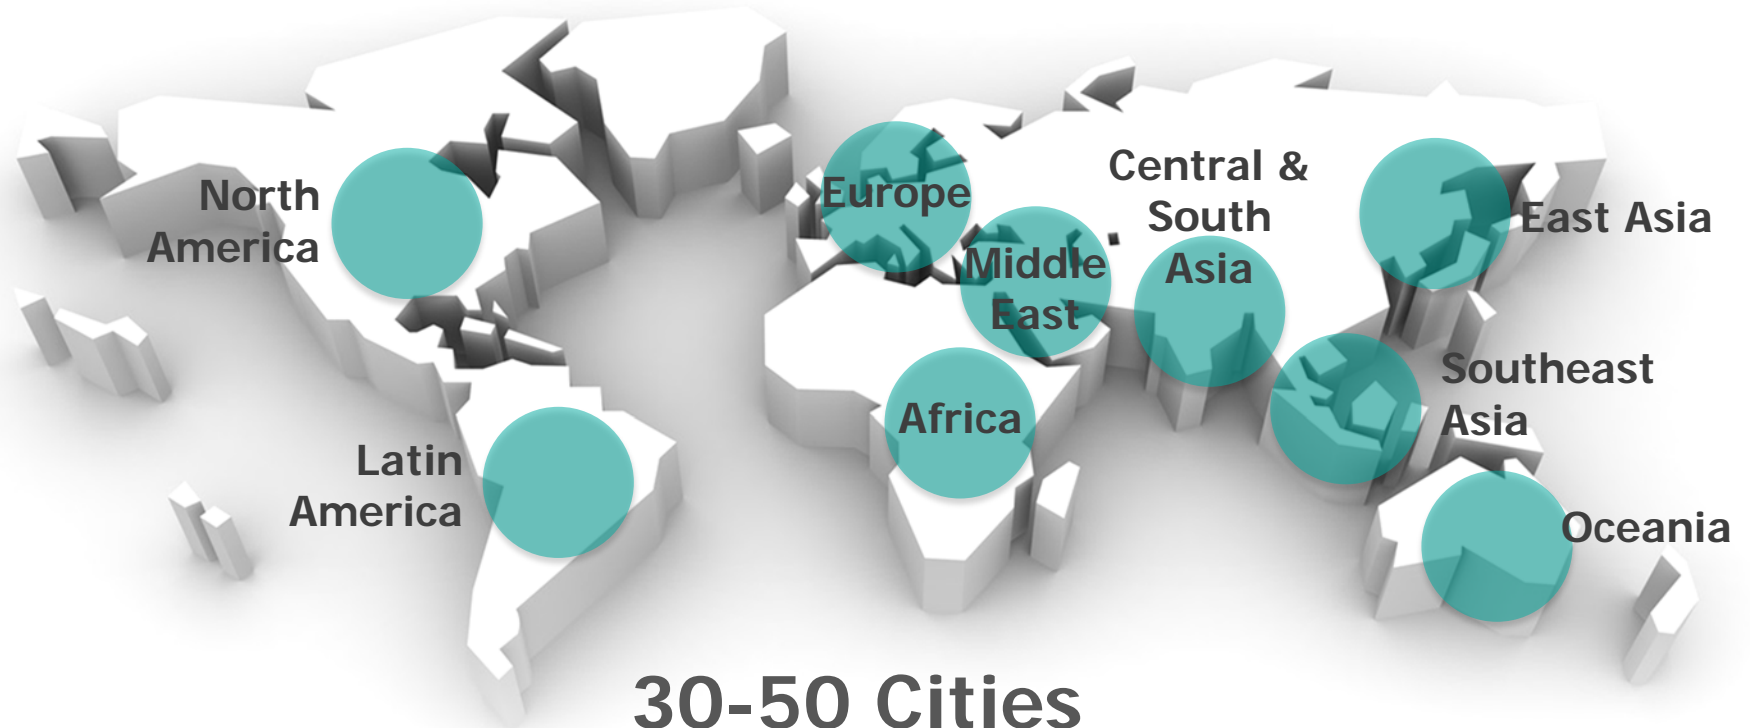 North
America
Europe
Middle
East
Central &
South
Asia
East Asia
Southeast
Asia
Africa
Latin
America
Oceania
30-50 Cities